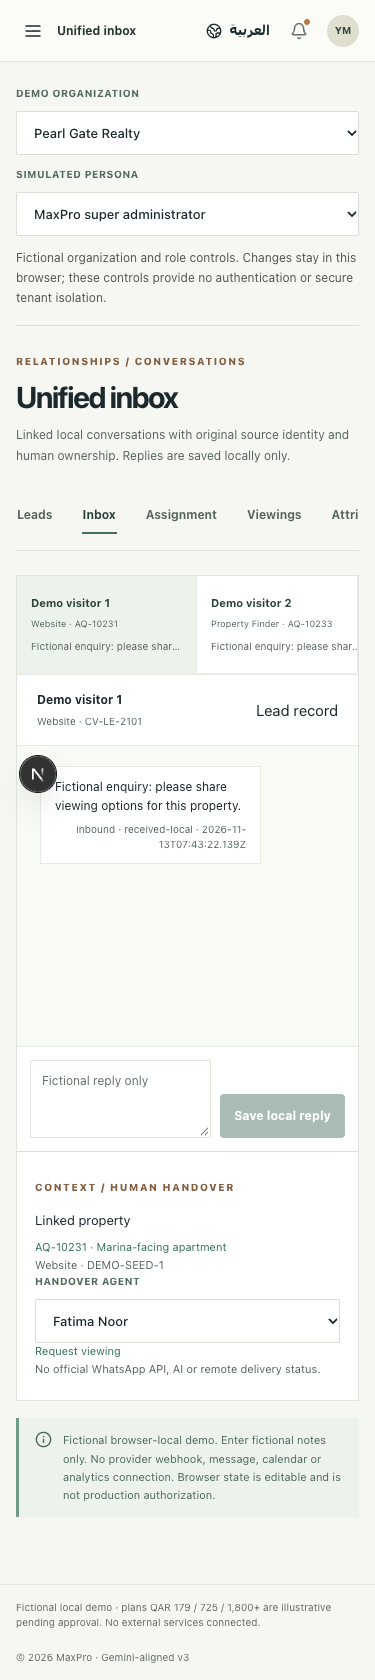 Unified inbox
العربية
YM
DEMO ORGANIZATION
Pearl Gate Realty
SIMULATED PERSONA
MaxPro super administrator
Fictional organization and role controls. Changes stay in this
browser; these controls provide no authentication or secure
tenant isolation.
RELATIONSHIPS / CONVERSATIONS
Unified inbox
Linked local conversations with original source identity and
human ownership. Replies are saved locally only.
Leads Inbox Assignment Viewings Attri
Demo visitor 1
Website · AQ-10231
Fictional enquiry: please shar...
Demo visitor 2
Property Finder · AQ-10233
Fictional enquiry: please shar...
Demo visitor 1
Website · CV-LE-2101
Lead record
N
Fictional enquiry: please share
viewing options for this property.
inbound · received-local · 2026-11-
13T07:43:22.139Z
Fictional reply only
Save local reply
CONTEXT / HUMAN HANDOVER
Linked property
AQ-10231 · Marina-facing apartment
Website · DEMO-SEED-1
HANDOVER AGENT
Fatima Noor
Request viewing
No official WhatsApp API, AI or remote delivery status.
Fictional browser-local demo. Enter fictional notes
only. No provider webhook, message, calendar or
analytics connection. Browser state is editable and is
not production authorization.
Fictional local demo · plans QAR 179 / 725 / 1,800+ are illustrative
pending approval. No external services connected.
© 2026 MaxPro · Gemini-aligned v3